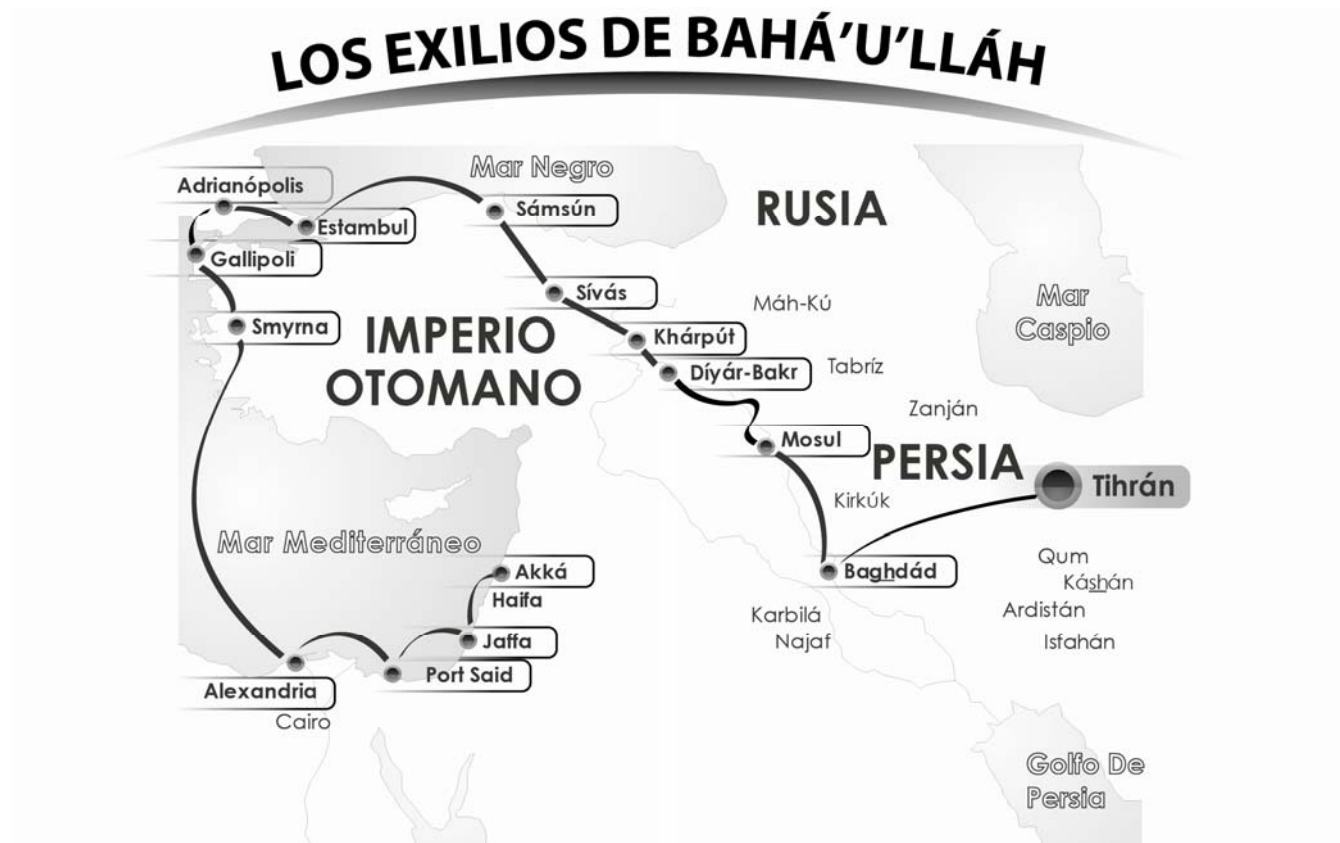 LOS EXILIOS DE BAHÁ’U’LLÁH
Mar Negro
Adrianópolis
Sámsún
RUSIA
Estambul
Gallipoli
Sívás
Máh-Kú
Mar
Caspio
Smyrna
IMPERIO
OTOMANO
Khárpút
Díyár-Bakr
Tabríz
Zanján
Mosul
PERSIA
Tihrán
Kirkúk
Mar Mediterráneo
Akká
Haifa
Baghdád
Qum
Káshán
Ardistán
Isfahán
Karbilá
Najaf
Jaffa
Port Said
Alexandria
Cairo
Golfo De
Persia